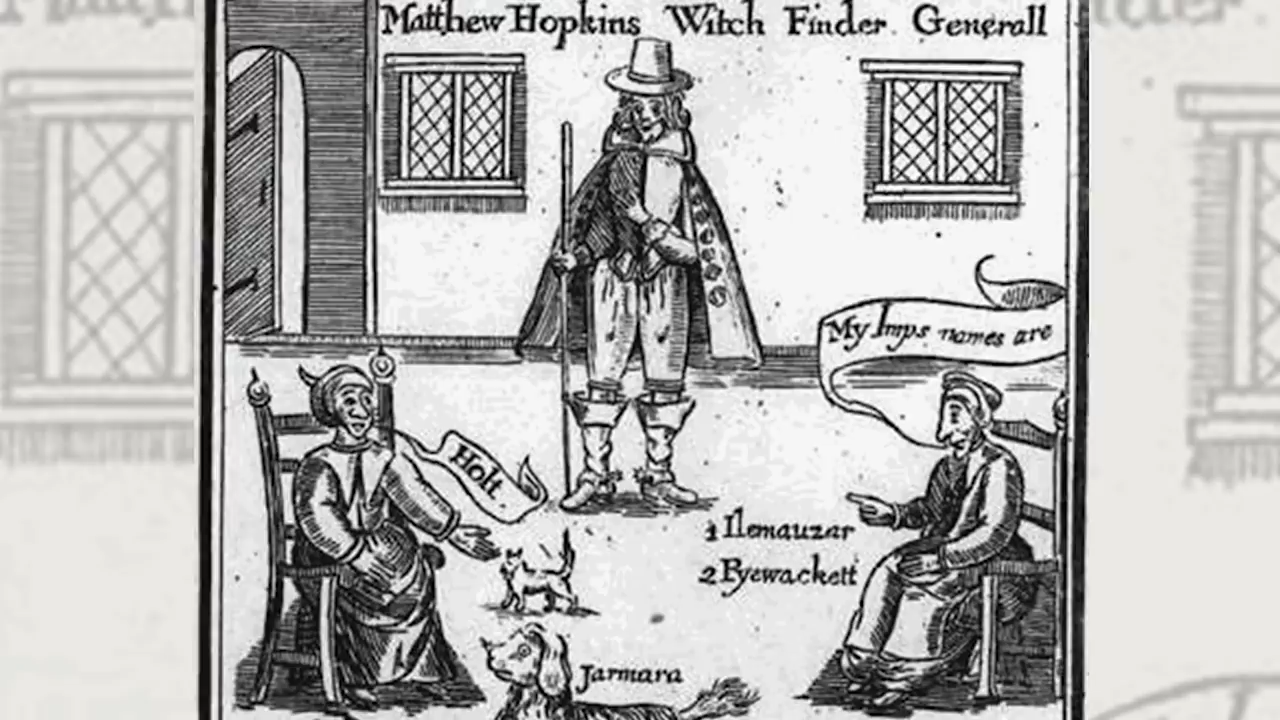 Matthew Hopkins Witch Finder Generall
My Imps names are
Holt.
1 Ilemauzar
2 Pyewackett
Jarmara